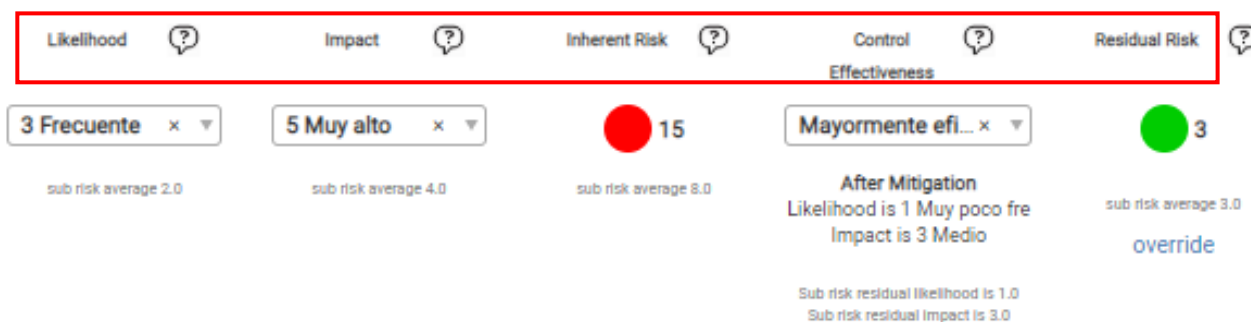 Likelihood ?
Impact ?
Inherent Risk ?
Control Effectiveness ?
Residual Risk ?
3 Frecuente × ▼
5 Muy alto × ▼
15
Mayormente efi... × ▼
3
sub risk average 2.0
sub risk average 4.0
sub risk average 8.0
After Mitigation
Likelihood is 1 Muy poco fre
Impact is 3 Medio
Sub risk residual likelihood is 1.0
Sub risk residual impact is 3.0
sub risk average 3.0
override